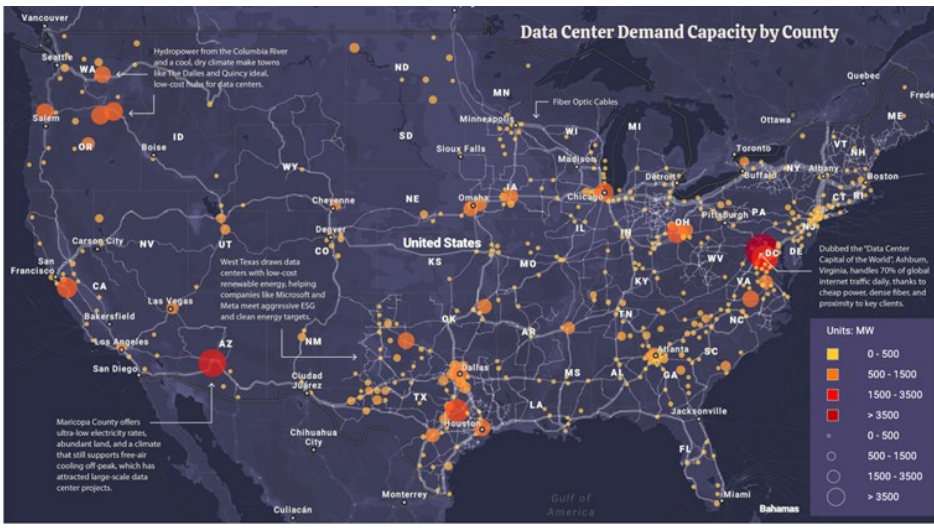 Data Center Demand Capacity by County
Vancouver
Seattle
WA
Hydropower from the Columbia River
and a cool, dry climate make towns
like The Dalles and Quincy ideal,
low-cost hubs for data centers.
ND
MN
Fiber Optic Cables
Quebec
Frede
Ottawa
ME
Salem
OR
Boise
ID
SD
Minneapolis
WI
MI
Sioux Falls
Madison
Toronto
VT
NH
WY
NY
Albany
Boston
Buffalo
Detroit
Chicago
IA
Omaha
NE
Cheyenne
CT
RI
Pittsburgh
PA
NJ
OH
IN
IL
Carson City
NV
UT
Denver
CO
United States
KS
MO
WV
DC
DE
VA
KY
Dubbed the "Data Center
Capital of the World", Ashburn,
Virginia, handles 70% of global
internet traffic daily, thanks to
cheap power, dense fiber, and
proximity to key clients.
San
Francisco
CA
West Texas draws data
centers with low-cost
renewable energy, helping
companies like Microsoft and
Meta meet aggressive ESG
and clean energy targets.
Las Vegas
Bakersfield
Los Angeles
San Diego
AZ
NM
OK
AR
TN
NC
SC
Atlanta
GA
AL
MS
LA
Dallas
TX
Houston
Ciudad
Juárez
Jacksonville
FL
Miami
Bahamas
Maricopa County offers
ultra-low electricity rates,
abundant land, and a climate
that still supports free-air
cooling off-peak, which has
attracted large-scale data
center projects.
Chihuahua
City
Monterrey
Culiacán
Gulf of
America
Units: MW
0 - 500
500 - 1500
1500 - 3500
> 3500
0 - 500
500 - 1500
1500 - 3500
> 3500